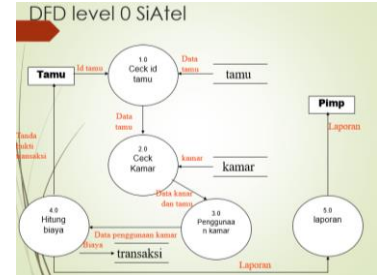 DFD level 0 SiAtel
1.0
Ceck id
tamu
Tamu
Id tamu
Data
tamu
tamu
Pimp
Laporan
Data
tamu
2.0
Ceck
Kamar
kamar
kamar
Tanda
bukti
transaksi
Data kamar
dan tamu
4.0
Hitung
biaya
3.0
Penggunaa
n kamar
5.0
laporan
Data penggunaan kamar
Biaya
transaksi
Laporan